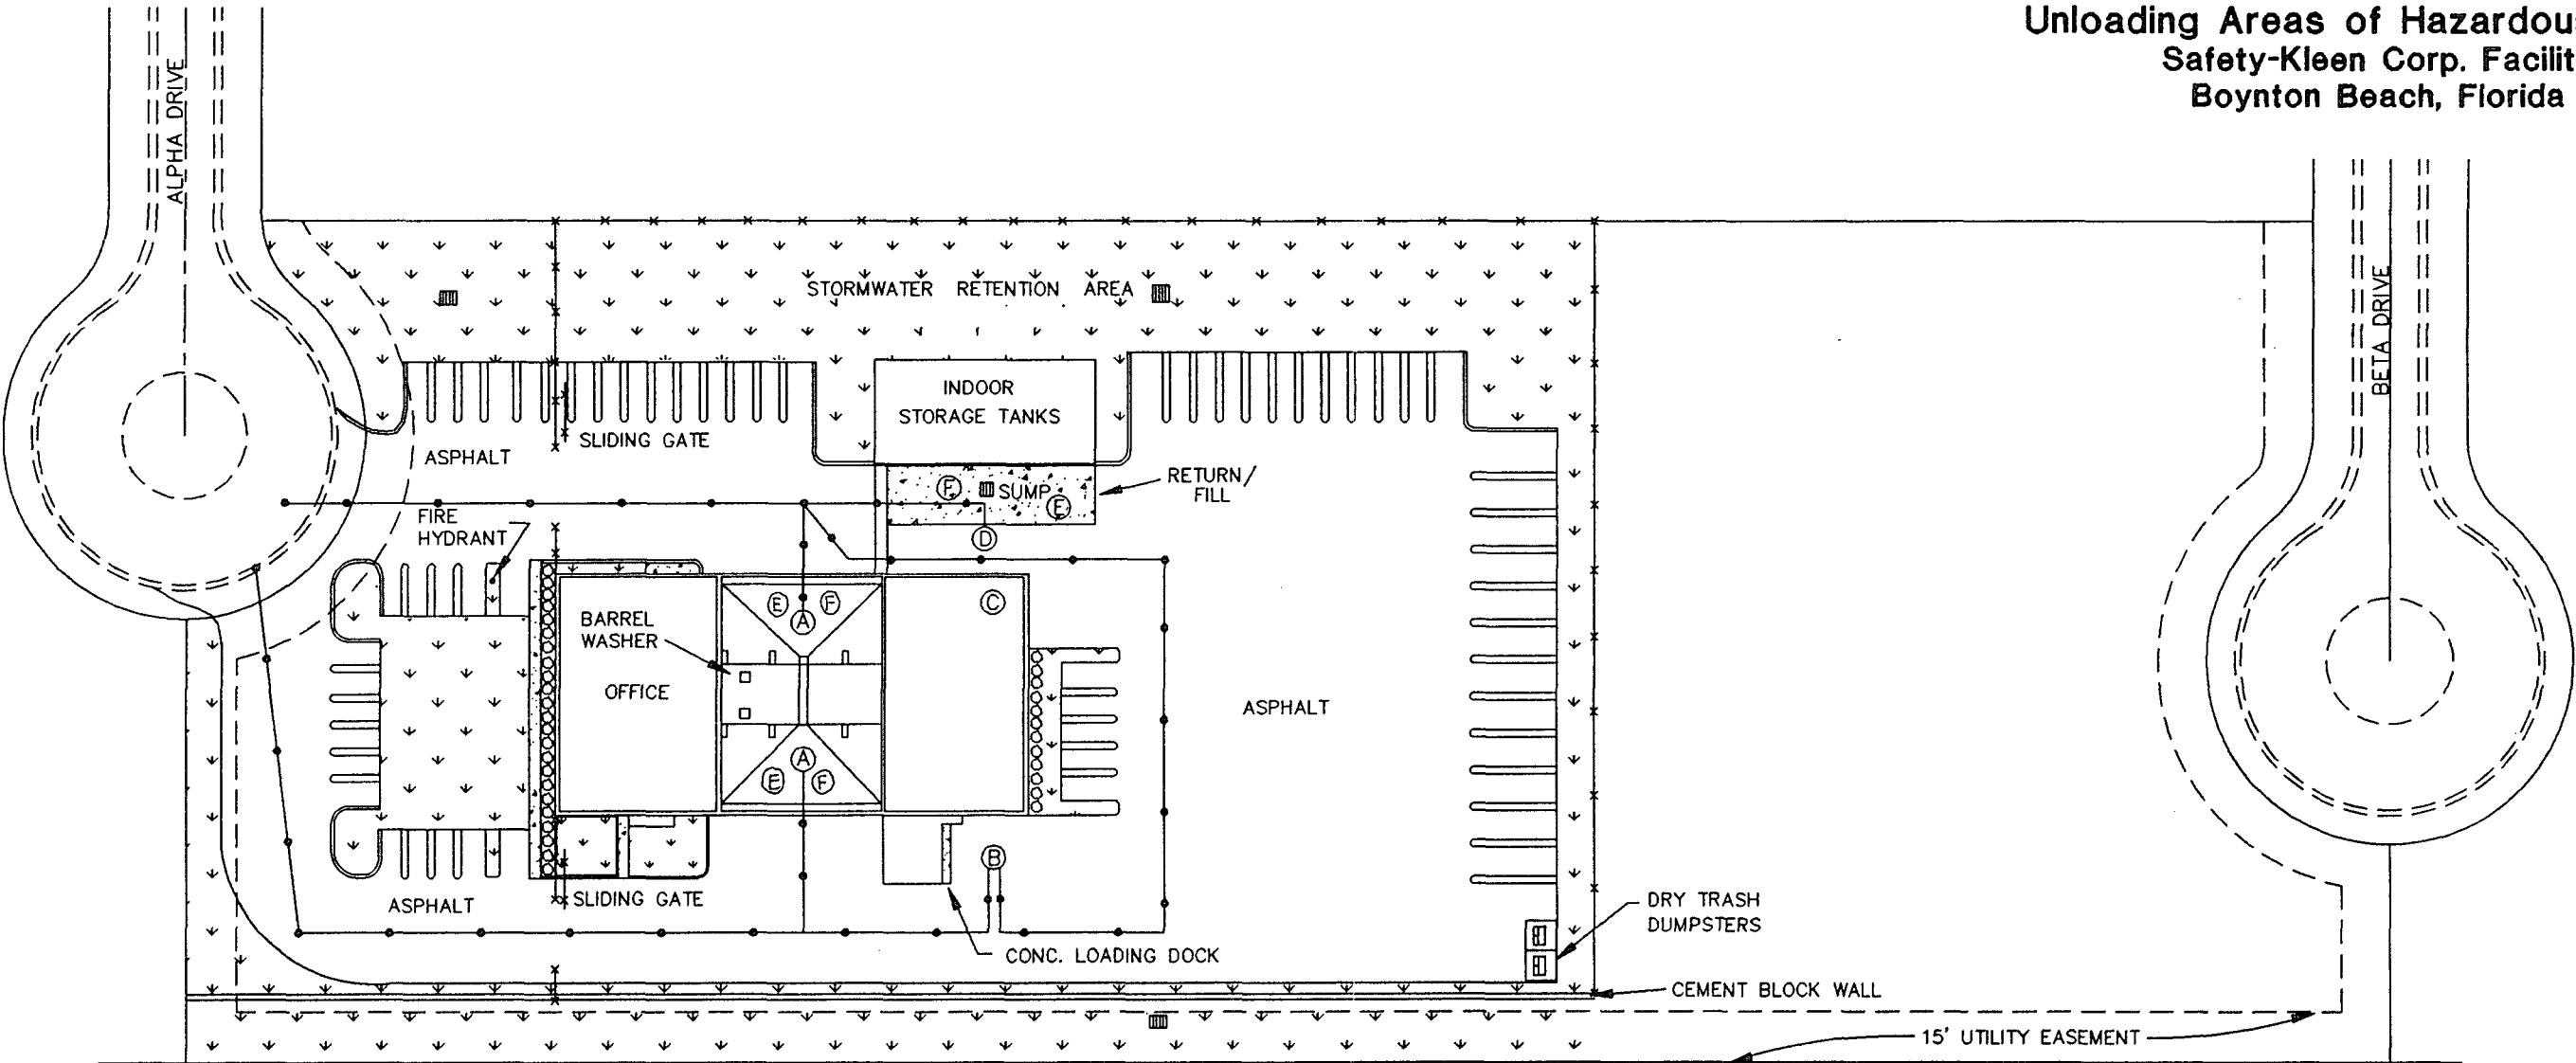 Unloading Areas of Hazardou
Safety-Kleen Corp. Facilit
Boynton Beach, Florida
ALPHA DRIVE
BETA DRIVE
STORMWATER RETENTION AREA
INDOOR
STORAGE TANKS
SLIDING GATE
ASPHALT
RETURN/
FILL
F
SUMP
E
FIRE
HYDRANT
D
E
F
C
A
BARREL
WASHER
OFFICE
ASPHALT
A
E
F
B
SLIDING GATE
ASPHALT
DRY TRASH
DUMPSTERS
CONC. LOADING DOCK
CEMENT BLOCK WALL
15' UTILITY EASEMENT